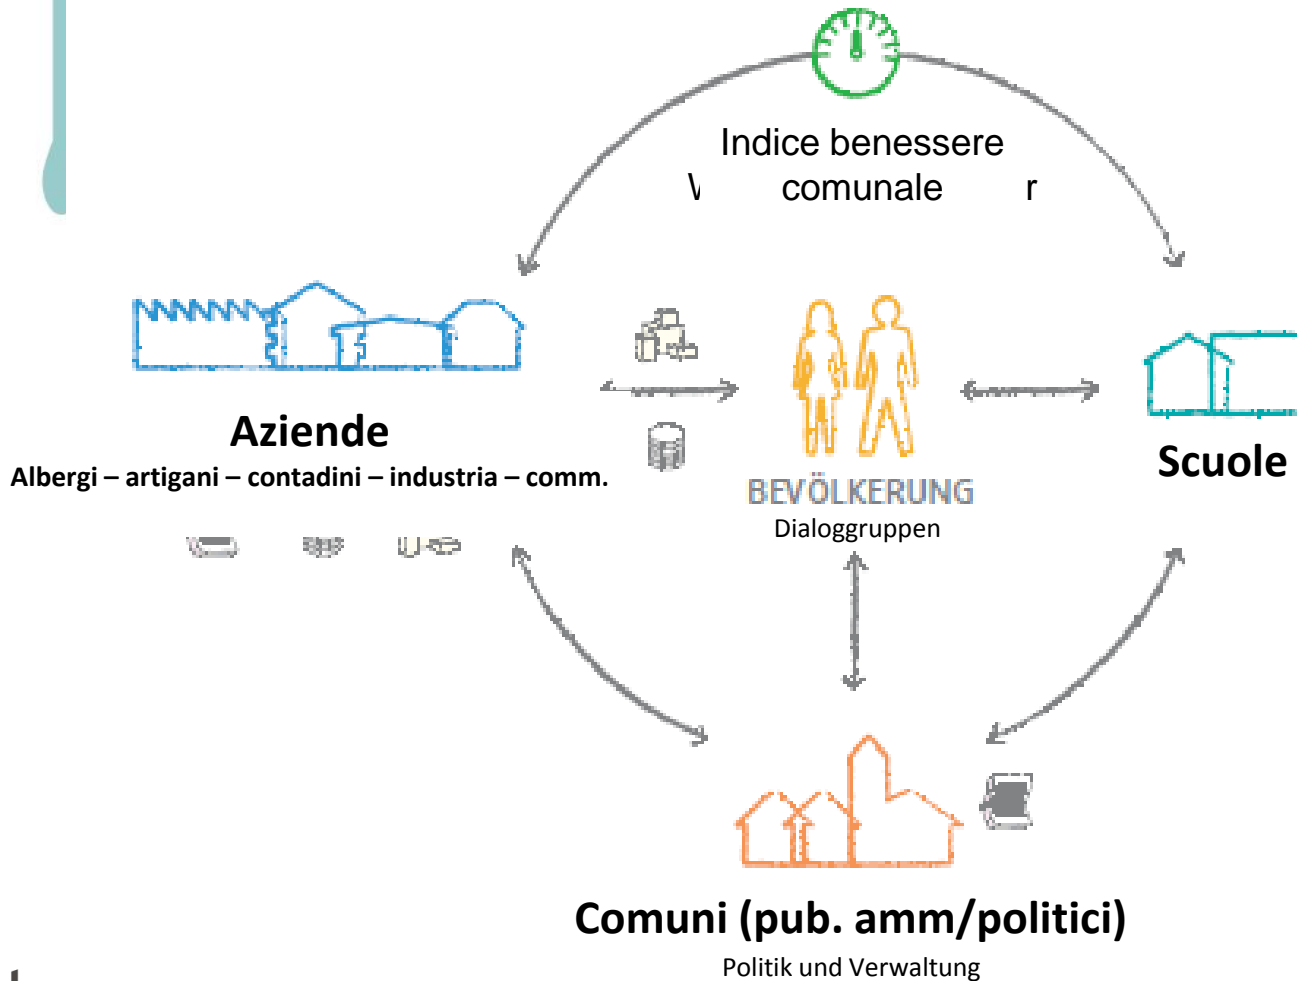 Indice benessere
comunale
Aziende
Albergi – artigani – contadini – industria – comm.
BEVÖLKERUNG
Dialoggruppen
Scuole
Comuni (pub. amm/politici)
Politik und Verwaltung